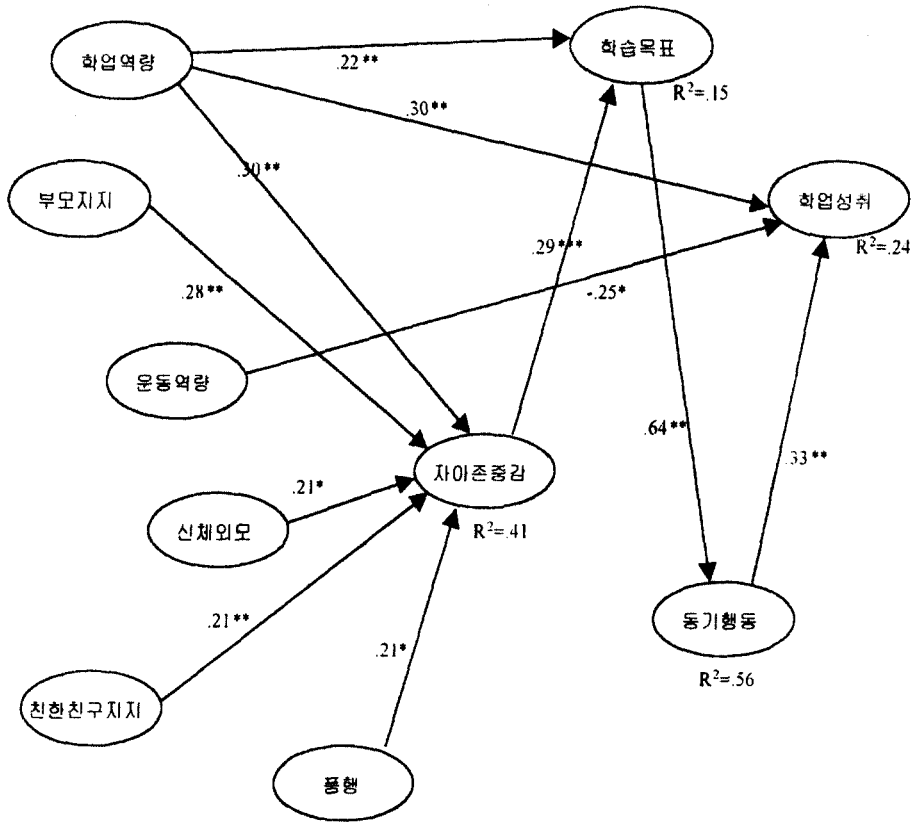 학업역량
학습목표
.22**
R²=.15
.30**
.30**
부모지지
학업성취
R²=.24
.29***
.28**
-.25*
운동역량
.64**
.33**
자아존중감
R²=.41
.21*
신체외모
동기행동
R²=.56
.21**
.21*
친한친구지지
품행